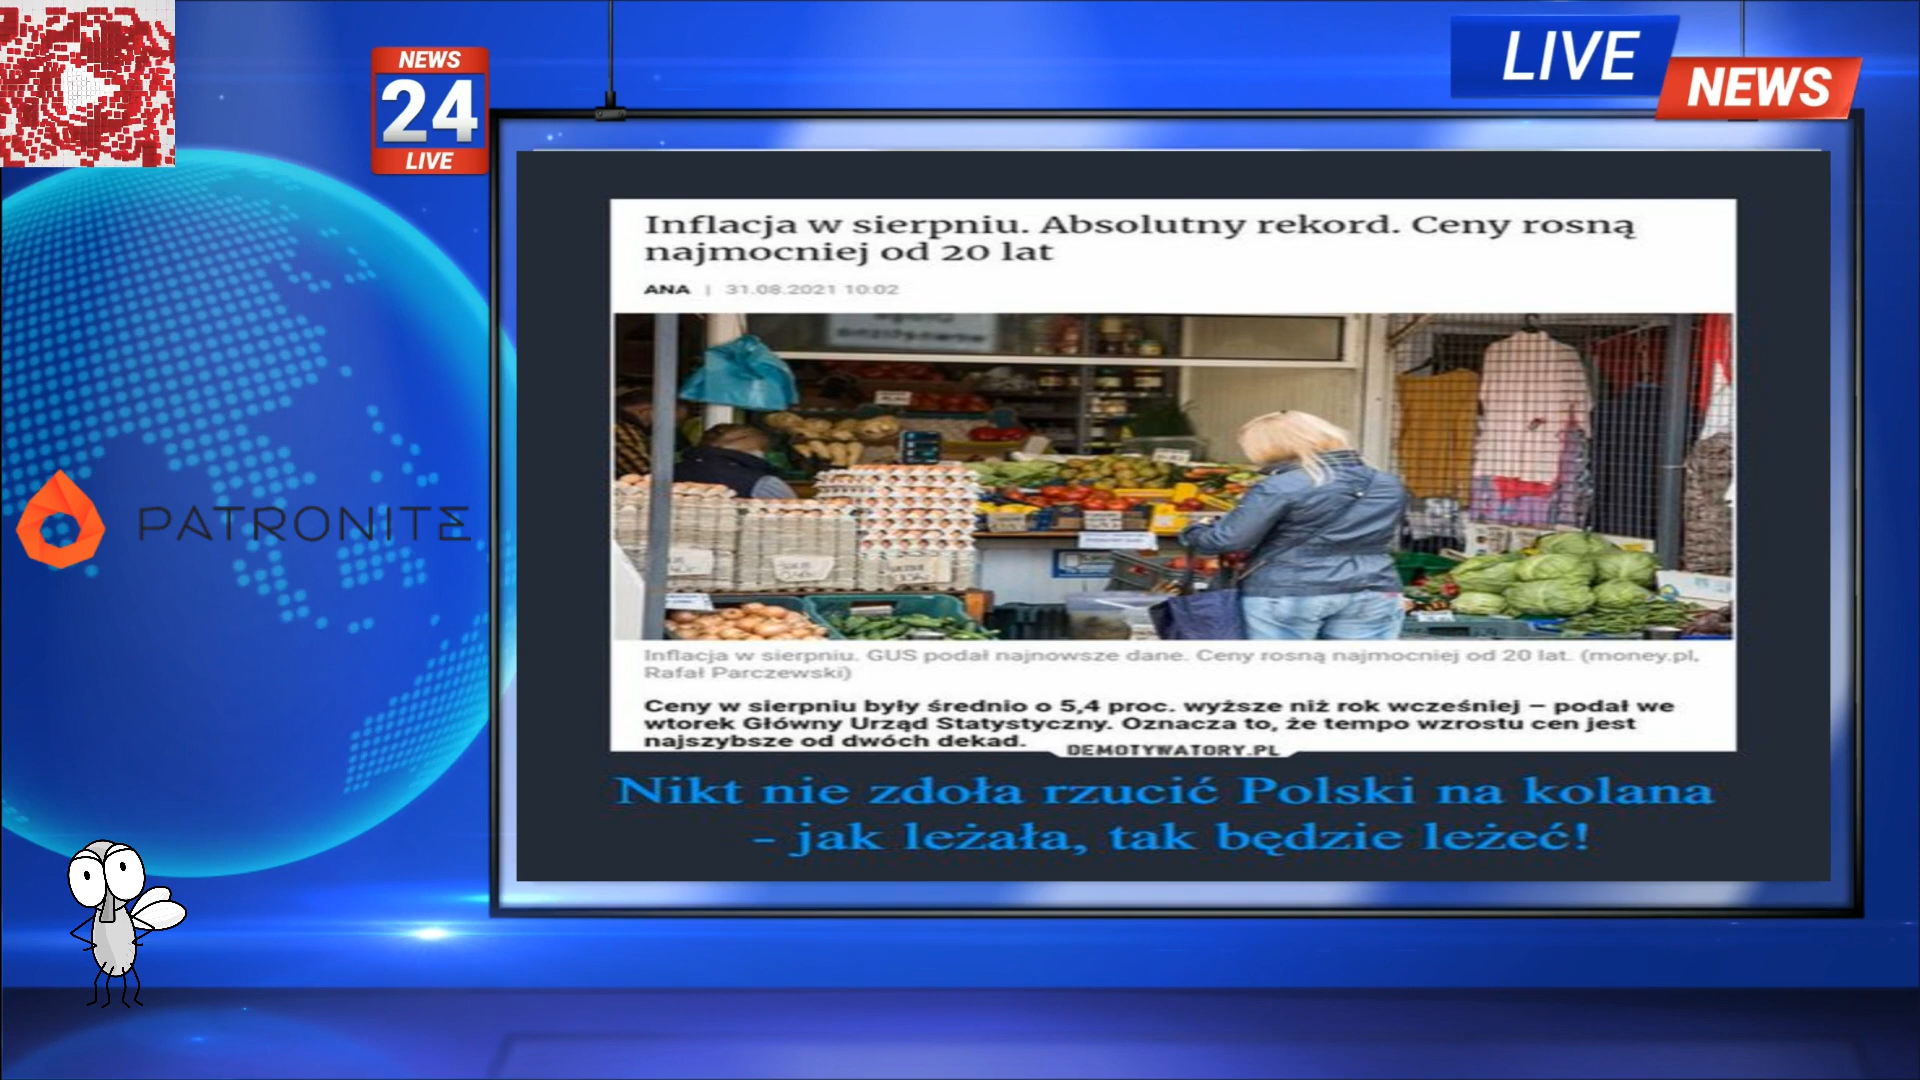 NEWS
24
LIVE
LIVE
NEWS
Inflacja w sierpniu. Absolutny rekord. Ceny rosną
najmocniej od 20 lat
ANA | 31.08.2021 10:02
PATRONITE
Inflacja w sierpniu. GUS podał najnowsze dane. Ceny rosną najmocniej od 20 lat. (money.pl,
Rafał Parczewski)
Ceny w sierpniu były średnio o 5,4 proc. wyższe niż rok wcześniej – podał we
wtorek Główny Urząd Statystyczny. Oznacza to, że tempo wzrostu cen jest
najszybsze od dwóch dekad.
DEMOTYWATORY.PL
Nikt nie zdoła rzucić Polski na kolana
- jak leżała, tak będzie leżeć!